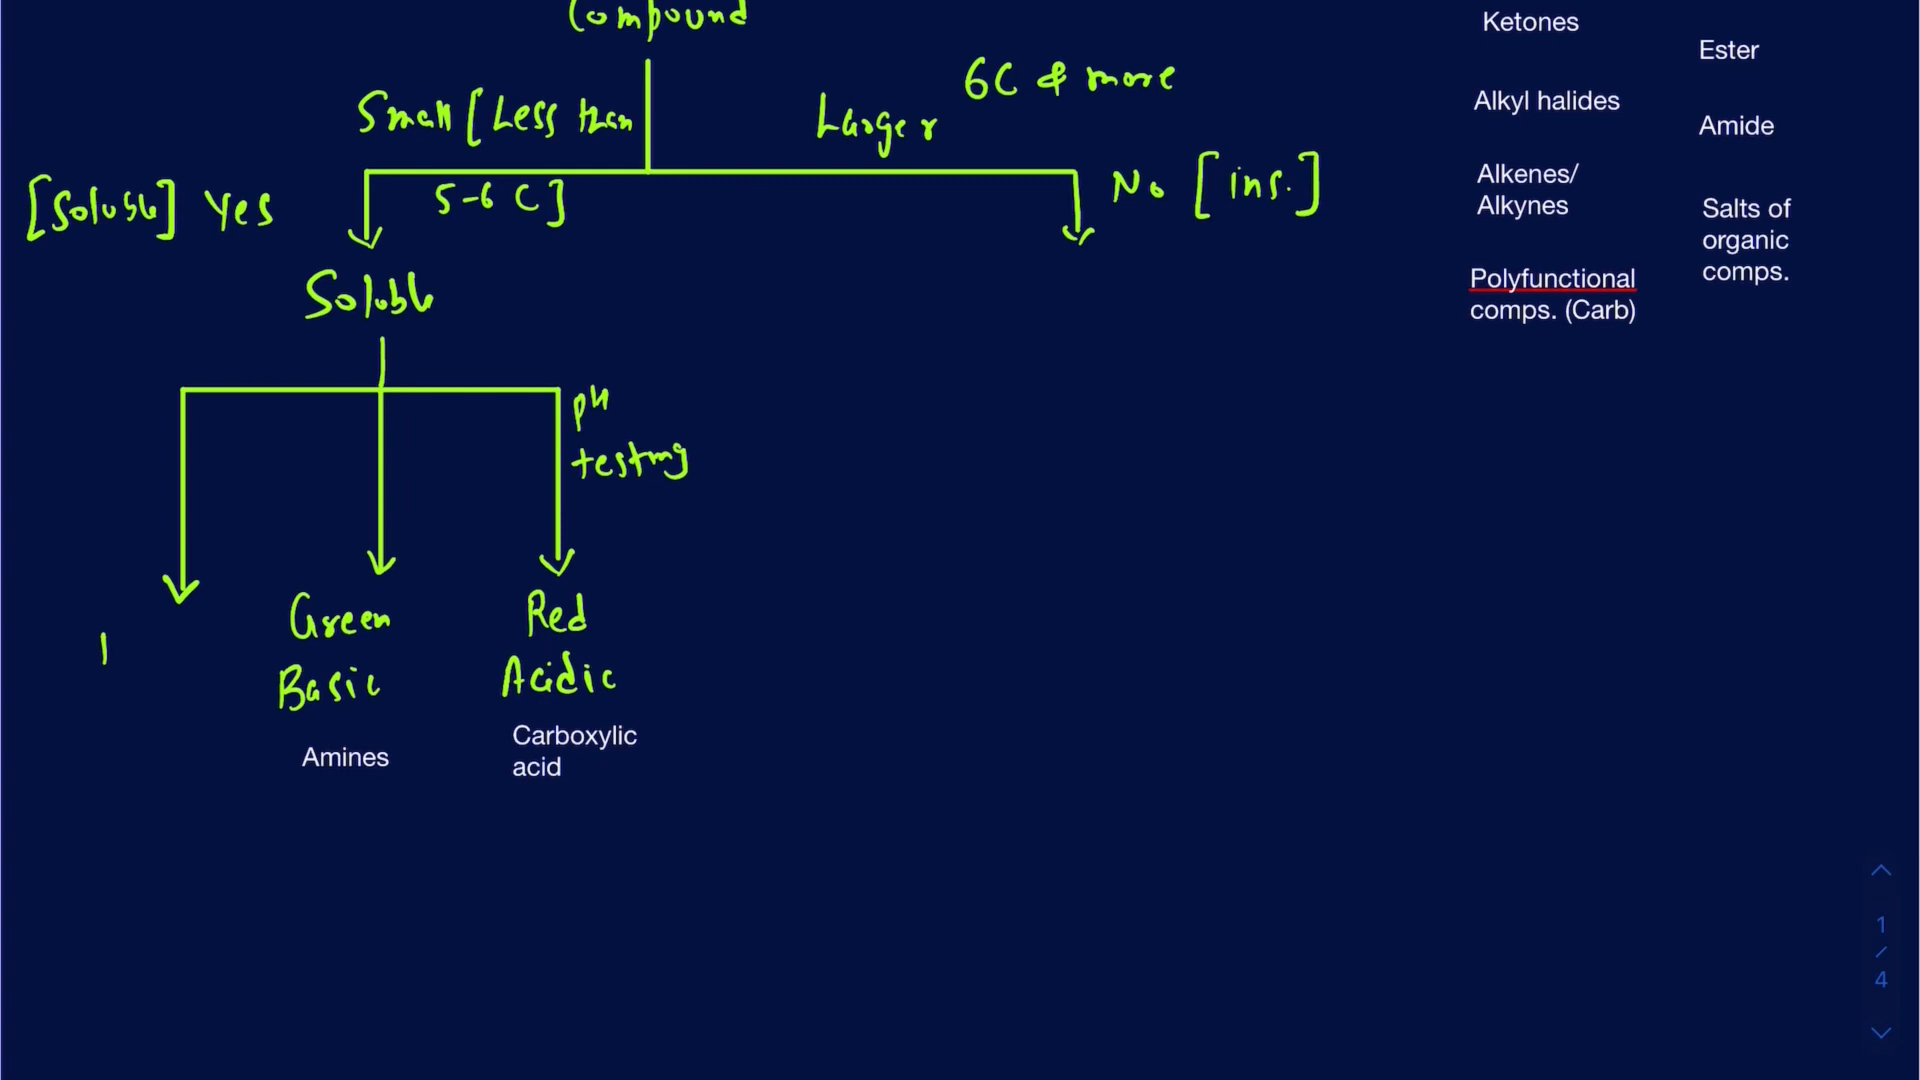 Compound
6C & more
Small [Less than
Larger
5-6 C]
No [ins.]
[Soluble] Yes
Soluble
pH
testing
Green
Basic
Amines
Red
Acidic
Carboxylic
acid
Ketones
Ester
Alkyl halides
Amide
Alkenes/
Alkynes
Salts of
organic
comps.
Polyfunctional
comps. (Carb)
1
/
4